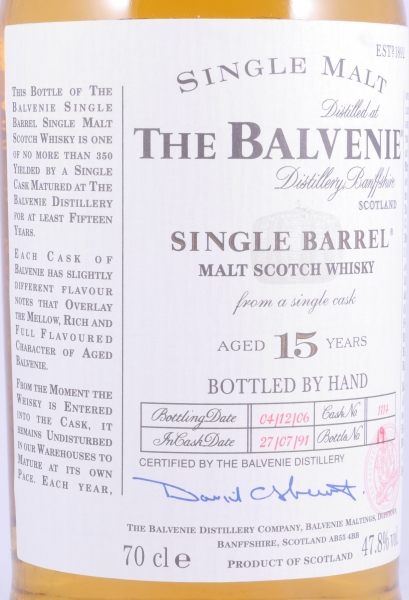 THIS BOTTLE OF THE
BALVENIE SINGLE
BARREL SINGLE MALT
SCOTCH WHISKY IS ONE
OF NO MORE THAN 350
YIELDED BY A SINGLE
CASK MATURED AT THE
BALVENIE DISTILLERY
FOR AT LEAST FIFTEEN
YEARS.
EACH CASK OF
BALVENIE HAS SLIGHTLY
DIFFERENT FLAVOUR
NOTES THAT OVERLAY
THE MELLOW, RICH AND
FULL FLAVOURED
CHARACTER OF AGED
BALVENIE.
FROM THE MOMENT THE
WHISKY IS ENTERED
INTO THE CASK, IT
REMAINS UNDISTURBED
IN OUR WAREHOUSES TO
MATURE AT ITS OWN
PACE. EACH YEAR,
ESTD
SINGLE MALT
Distilled at
THE BALVENIE
Distillery, Banffshire
SCOTLAND
SINGLE BARREL®
MALT SCOTCH WHISKY
from a single cask
AGED 15 YEARS
BOTTLED BY HAND
Bottling Date 04/12/06 Cask No
In Cask Date 27/07/91 Bottle No
CERTIFIED BY THE BALVENIE DISTILLERY
THE BALVENIE DISTILLERY COMPANY, BALVENIE MALTINGS,
BANFFSHIRE, SCOTLAND AB55 4BB
70 cl e PRODUCT OF SCOTLAND 47.8% vol